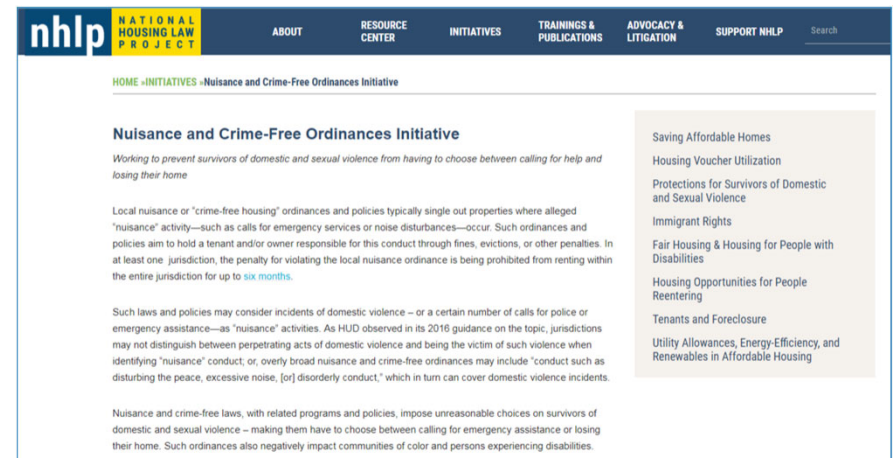 nhlp
NATIONAL
HOUSING LAW
PROJECT
ABOUT
RESOURCE
CENTER
INITIATIVES
TRAININGS &
PUBLICATIONS
ADVOCACY &
LITIGATION
SUPPORT NHLP
Search
HOME »INITIATIVES »Nuisance and Crime-Free Ordinances Initiative
Nuisance and Crime-Free Ordinances Initiative
Working to prevent survivors of domestic and sexual violence from having to choose between calling for help and
losing their home
Local nuisance or "crime-free housing" ordinances and policies typically single out properties where alleged
"nuisance" activity—such as calls for emergency services or noise disturbances—occur. Such ordinances and
policies aim to hold a tenant and/or owner responsible for this conduct through fines, evictions, or other penalties. In
at least one jurisdiction, the penalty for violating the local nuisance ordinance is being prohibited from renting within
the entire jurisdiction for up to six months.
Such laws and policies may consider incidents of domestic violence – or a certain number of calls for police or
emergency assistance—as "nuisance" activities. As HUD observed in its 2016 guidance on the topic, jurisdictions
may not distinguish between perpetrating acts of domestic violence and being the victim of such violence when
identifying "nuisance" conduct; or, overly broad nuisance and crime-free ordinances may include "conduct such as
disturbing the peace, excessive noise, [or] disorderly conduct," which in turn can cover domestic violence incidents.
Nuisance and crime-free laws, with related programs and policies, impose unreasonable choices on survivors of
domestic and sexual violence – making them have to choose between calling for emergency assistance or losing
their home. Such ordinances also negatively impact communities of color and persons experiencing disabilities.
Saving Affordable Homes
Housing Voucher Utilization
Protections for Survivors of Domestic
and Sexual Violence
Immigrant Rights
Fair Housing & Housing for People with
Disabilities
Housing Opportunities for People
Reentering
Tenants and Foreclosure
Utility Allowances, Energy-Efficiency, and
Renewables in Affordable Housing